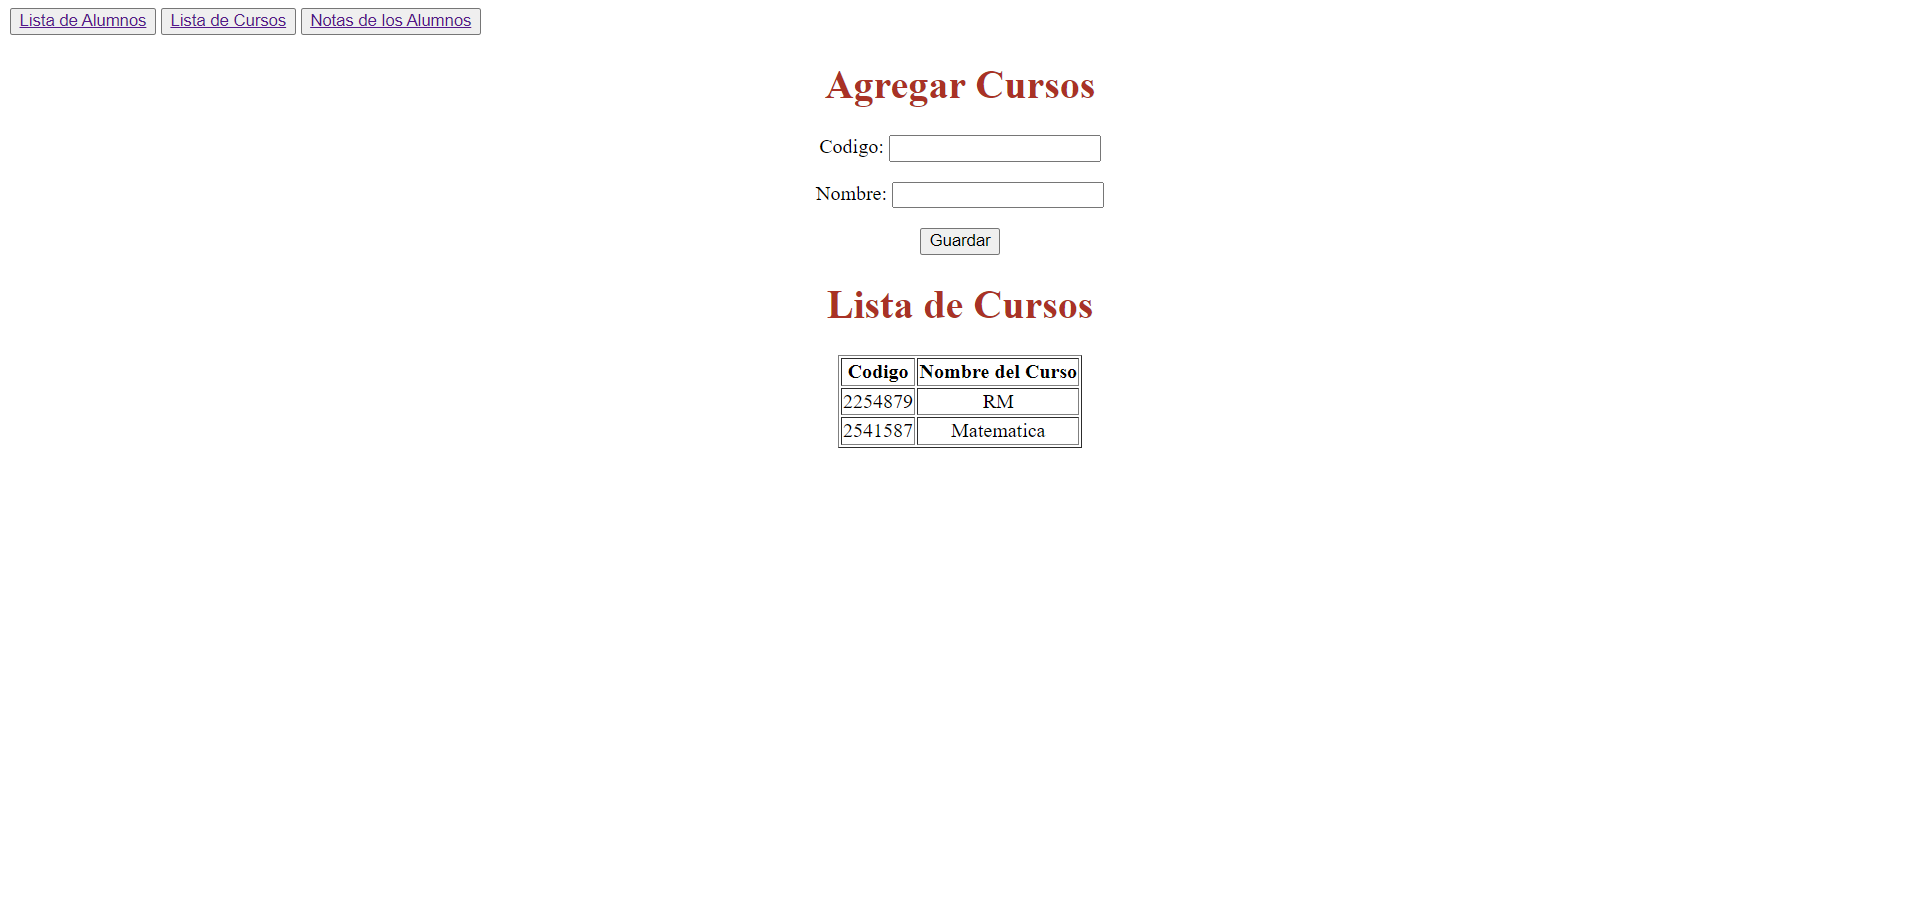 Lista de Alumnos Lista de Cursos Notas de los Alumnos
Agregar Cursos
Codigo:
Nombre:
Guardar
Lista de Cursos
Codigo Nombre del Curso
2254879 RM
2541587 Matematica